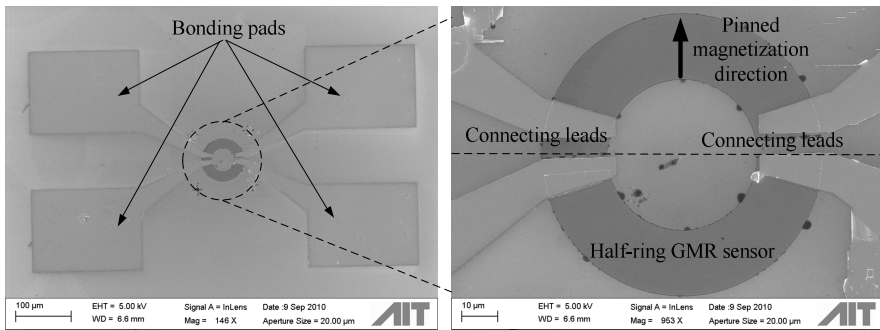 Bonding pads
100 µm
EHT = 5.00 kV
WD = 6.6 mm
Signal A = InLens
Mag = 146 X
Date :9 Sep 2010
Aperture Size = 20.00 µm
AIT
Pinned
magnetization
direction
Connecting leads
Connecting leads
Half-ring GMR sensor
10 µm
EHT = 5.00 kV
WD = 6.6 mm
Signal A = InLens
Mag = 953 X
Date :9 Sep 2010
Aperture Size = 20.00 µm
AIT